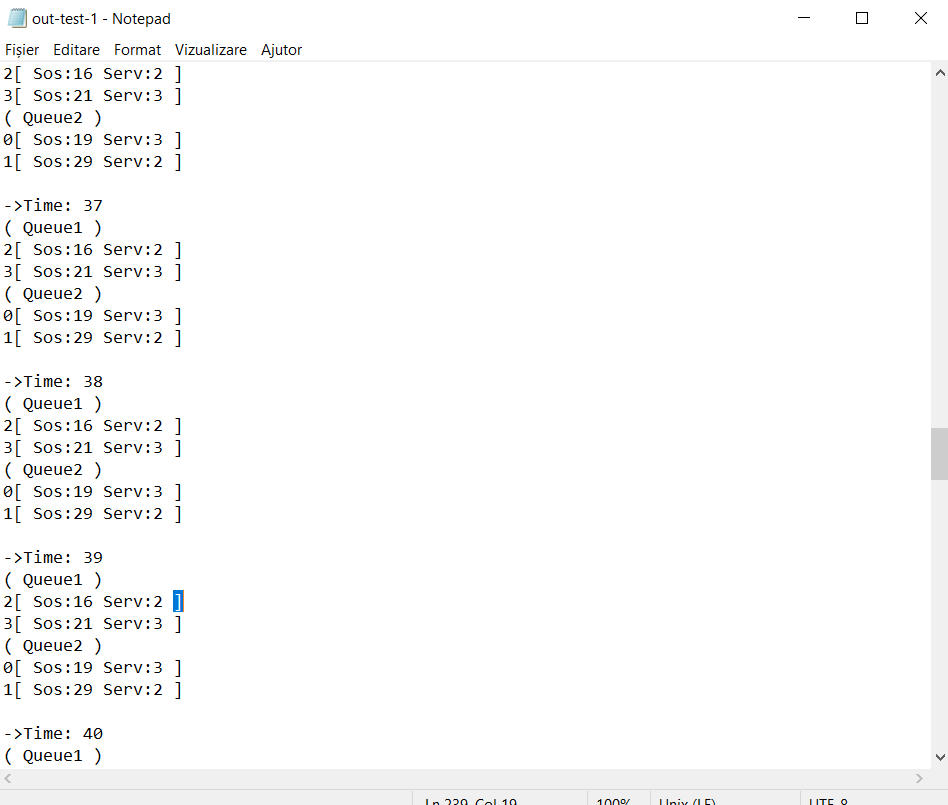 out-test-1 - Notepad
Fișier Editare Format Vizualizare Ajutor
2[ Sos:16 Serv:2 ]
3[ Sos:21 Serv:3 ]
( Queue2 )
0[ Sos:19 Serv:3 ]
1[ Sos:29 Serv:2 ]
->Time: 37
( Queue1 )
2[ Sos:16 Serv:2 ]
3[ Sos:21 Serv:3 ]
( Queue2 )
0[ Sos:19 Serv:3 ]
1[ Sos:29 Serv:2 ]
->Time: 38
( Queue1 )
2[ Sos:16 Serv:2 ]
3[ Sos:21 Serv:3 ]
( Queue2 )
0[ Sos:19 Serv:3 ]
1[ Sos:29 Serv:2 ]
->Time: 39
( Queue1 )
2[ Sos:16 Serv:2 ]
3[ Sos:21 Serv:3 ]
( Queue2 )
0[ Sos:19 Serv:3 ]
1[ Sos:29 Serv:2 ]
->Time: 40
( Queue1 )
Ln 239, Col 19 100% Unix (LF) UTF-8